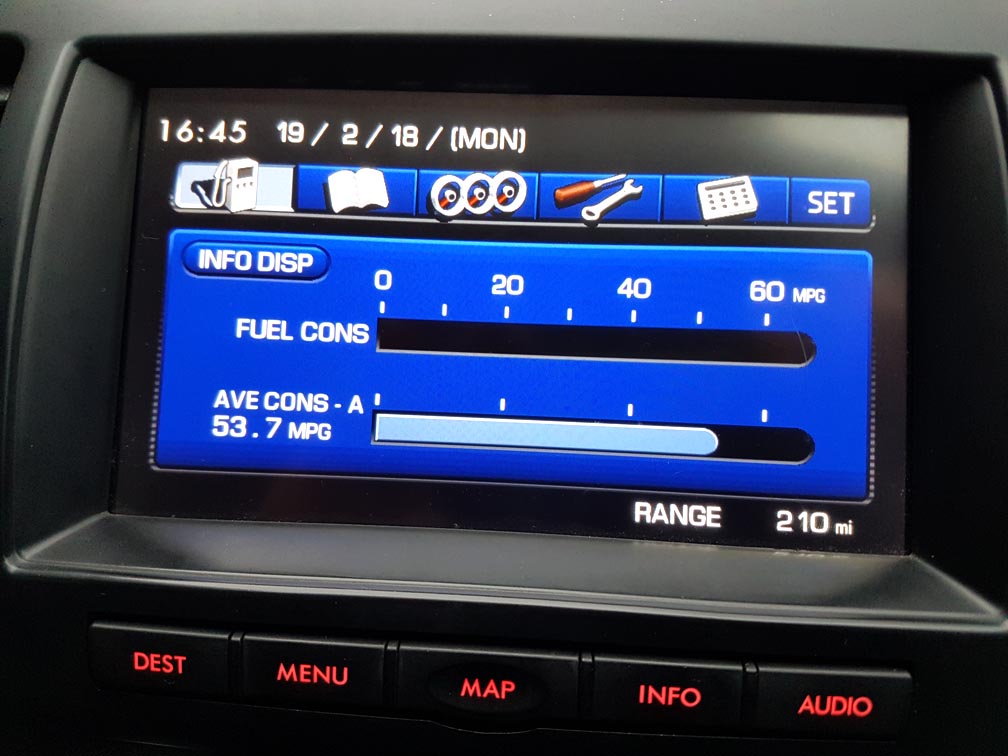 16:45 19 / 2 / 18 / (MON)
SET
INFO DISP
0 20 40 60 MPG
FUEL CONS
AVE CONS - A
53.7 MPG
RANGE 210 mi
DEST MENU MAP INFO AUDIO